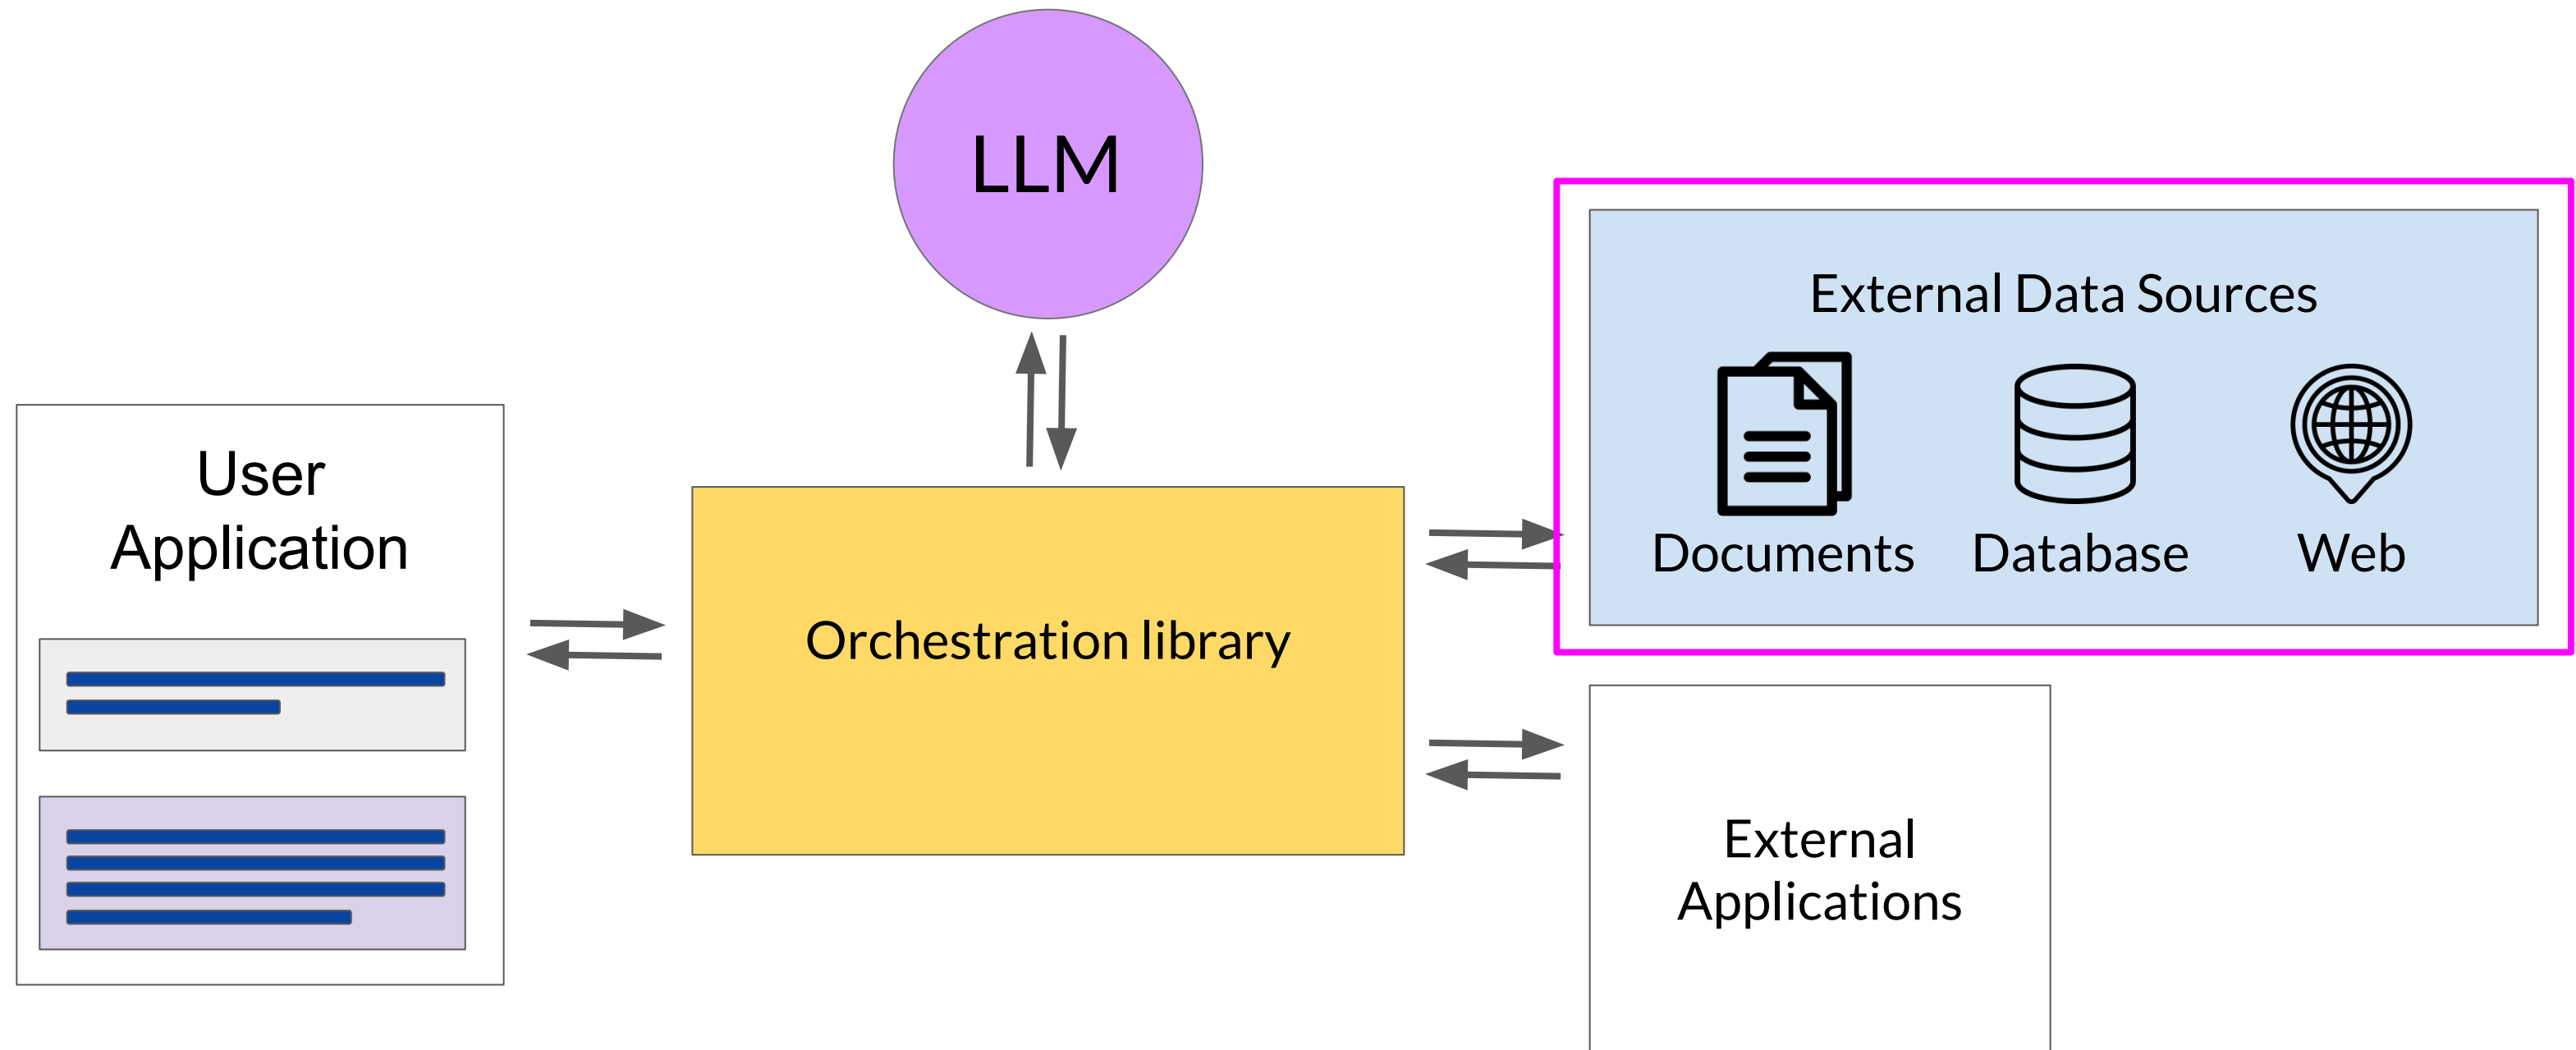 LLM
External Data Sources
Documents Database Web
User
Application
Orchestration library
External
Applications